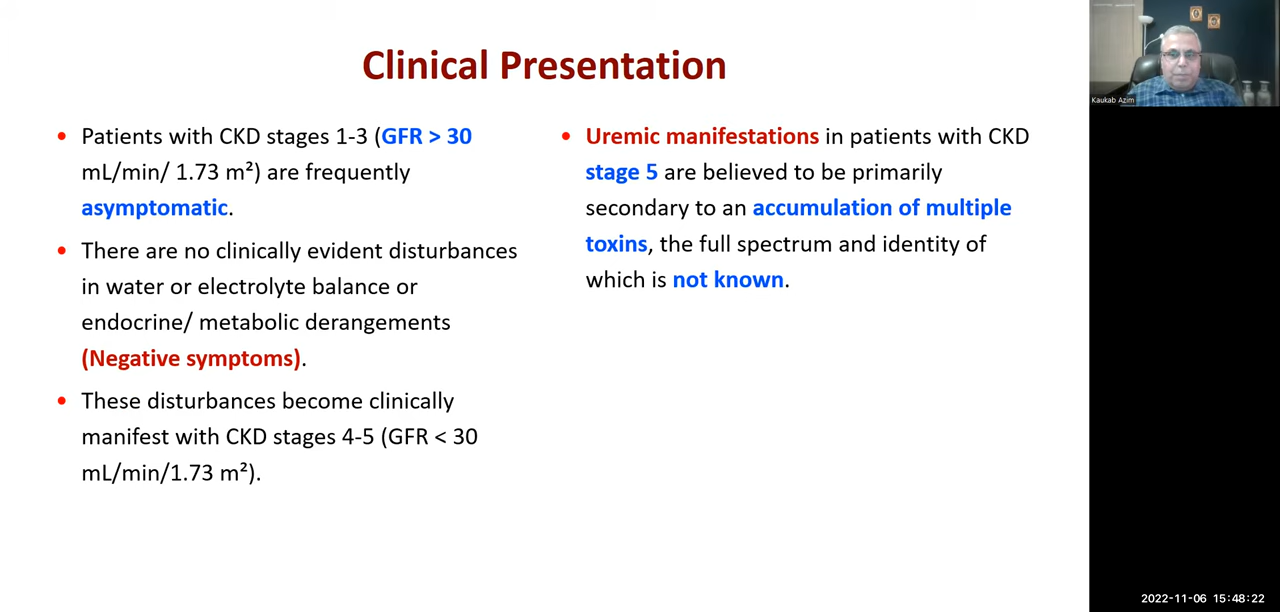 Clinical Presentation
• Patients with CKD stages 1-3 (GFR > 30
mL/min/ 1.73 m²) are frequently
asymptomatic.
• There are no clinically evident disturbances
in water or electrolyte balance or
endocrine/ metabolic derangements
(Negative symptoms).
• These disturbances become clinically
manifest with CKD stages 4-5 (GFR < 30
mL/min/1.73 m²).
• Uremic manifestations in patients with CKD
stage 5 are believed to be primarily
secondary to an accumulation of multiple
toxins, the full spectrum and identity of
which is not known.
Kaukab Azim
2022-11-06 15:48:22